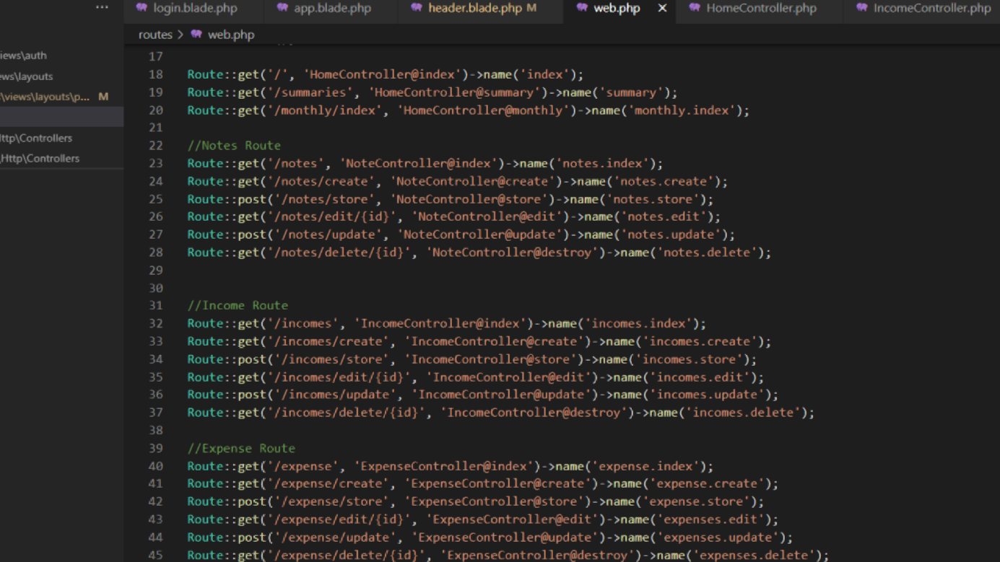 login.blade.php app.blade.php header.blade.php M web.php × HomeController.php IncomeController.php
routes > web.php
iews\auth
ews\layouts
\views\layouts\p... M
Http\Controllers
\Http\Controllers
17
18 Route::get('/', 'HomeController@index')->name('index');
19 Route::get('/summaries', 'HomeController@summary')->name('summary');
20 Route::get('/monthly/index', 'HomeController@monthly')->name('monthly.index');
21
22 //Notes Route
23 Route::get('/notes', 'NoteController@index')->name('notes.index');
24 Route::get('/notes/create', 'NoteController@create')->name('notes.create');
25 Route::post('/notes/store', 'NoteController@store')->name('notes.store');
26 Route::get('/notes/edit/{id}', 'NoteController@edit')->name('notes.edit');
27 Route::post('/notes/update', 'NoteController@update')->name('notes.update');
28 Route::get('/notes/delete/{id}', 'NoteController@destroy')->name('notes.delete');
29
30
31 //Income Route
32 Route::get('/incomes', 'IncomeController@index')->name('incomes.index');
33 Route::get('/incomes/create', 'IncomeController@create')->name('incomes.create');
34 Route::post('/incomes/store', 'IncomeController@store')->name('incomes.store');
35 Route::get('/incomes/edit/{id}', 'IncomeController@edit')->name('incomes.edit');
36 Route::post('/incomes/update', 'IncomeController@update')->name('incomes.update');
37 Route::get('/incomes/delete/{id}', 'IncomeController@destroy')->name('incomes.delete');
38
39 //Expense Route
40 Route::get('/expense', 'ExpenseController@index')->name('expense.index');
41 Route::get('/expense/create', 'ExpenseController@create')->name('expense.create');
42 Route::post('/expense/store', 'ExpenseController@store')->name('expense.store');
43 Route::get('/expense/edit/{id}', 'ExpenseController@edit')->name('expenses.edit');
44 Route::post('/expense/update', 'ExpenseController@update')->name('expenses.update');
45 Route::get('/expense/delete/{id}', 'ExpenseController@destroy')->name('expenses.delete');